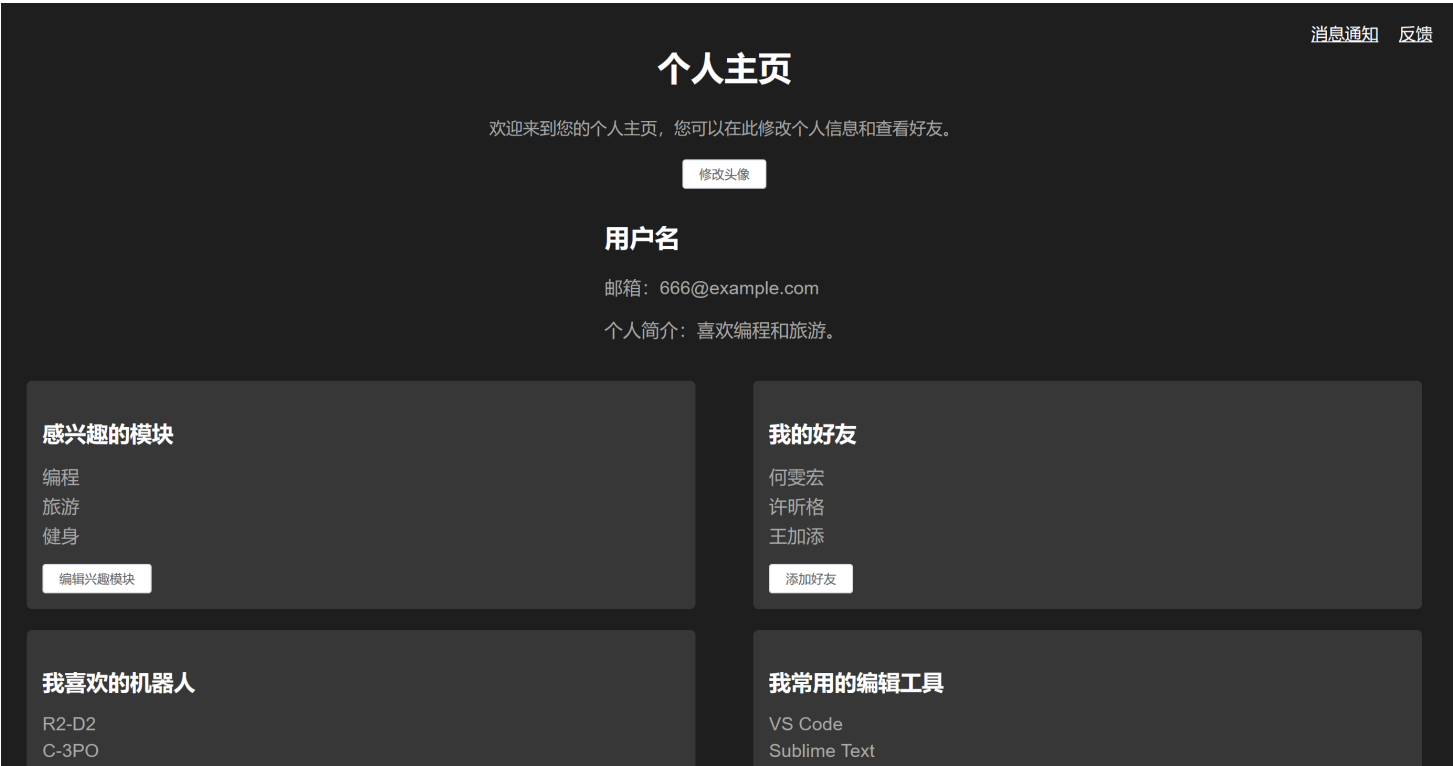 消息通知 反馈
个人主页
欢迎来到您的个人主页，您可以在此修改个人信息和查看好友。
修改头像
用户名
邮箱：666@example.com
个人简介：喜欢编程和旅游。
感兴趣的模块
编程
旅游
健身
编辑兴趣模块
我的好友
何雯宏
许昕格
王加添
添加好友
我喜欢的机器人
R2-D2
C-3PO
我常用的编辑工具
VS Code
Sublime Text